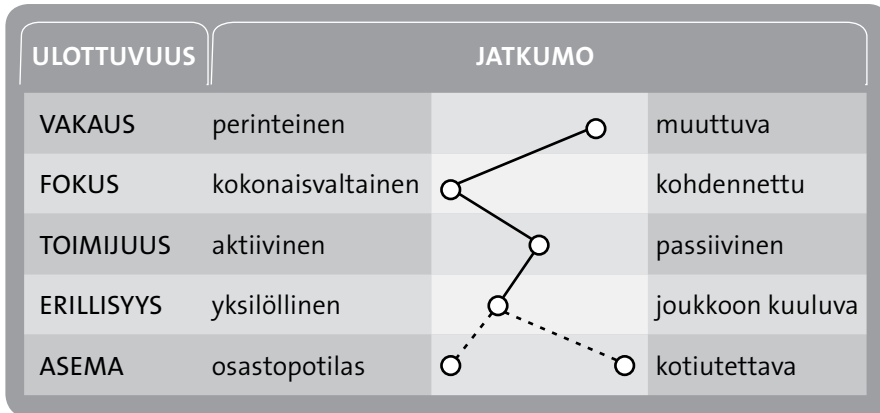 ULOTTUVUUS JATKUMO
VAKAUS perinteinen muuttuva
FOKUS kokonaisvaltainen kohdennettu
TOIMIJUUS aktiivinen passiivinen
ERILLISYYS yksilöllinen joukkoon kuuluva
ASEMA osastopotilas kotiutettava